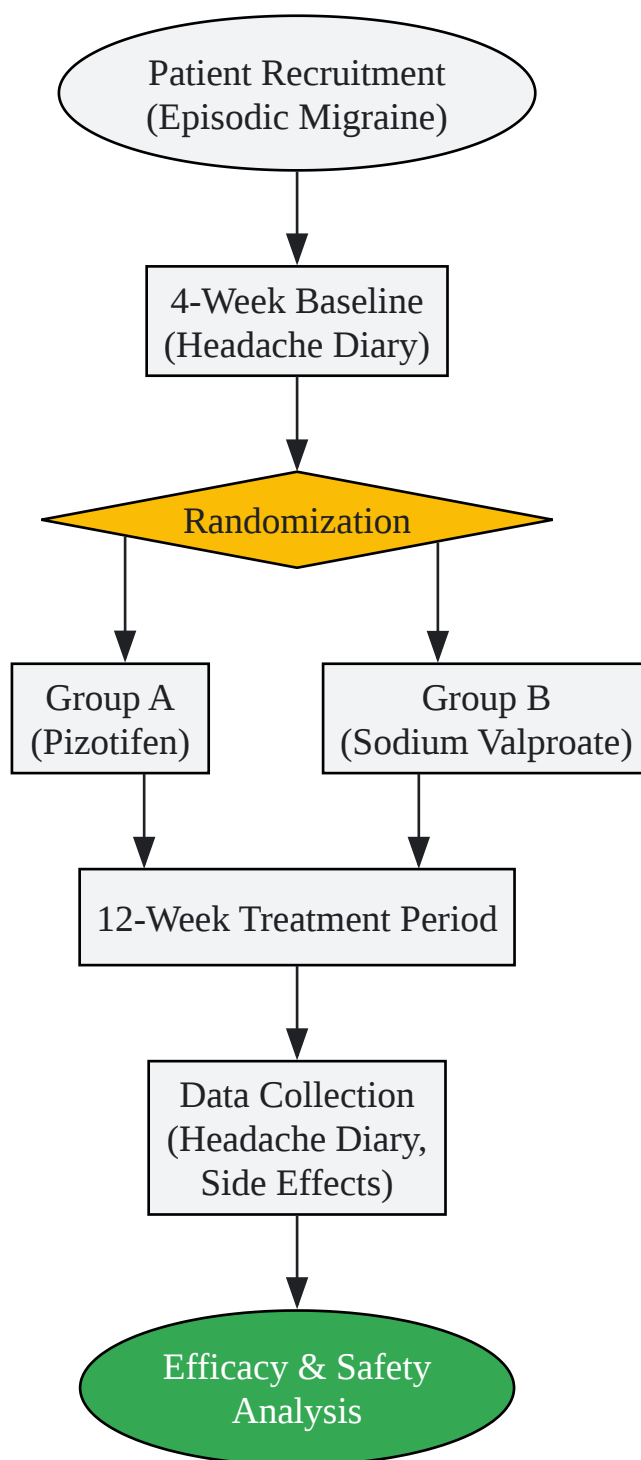 Patient Recruitment
(Episodic Migraine)
4-Week Baseline
(Headache Diary)
Randomization
Group A
(Pizotifen)
Group B
(Sodium Valproate)
12-Week Treatment Period
Data Collection
(Headache Diary,
Side Effects)
Efficacy & Safety
Analysis